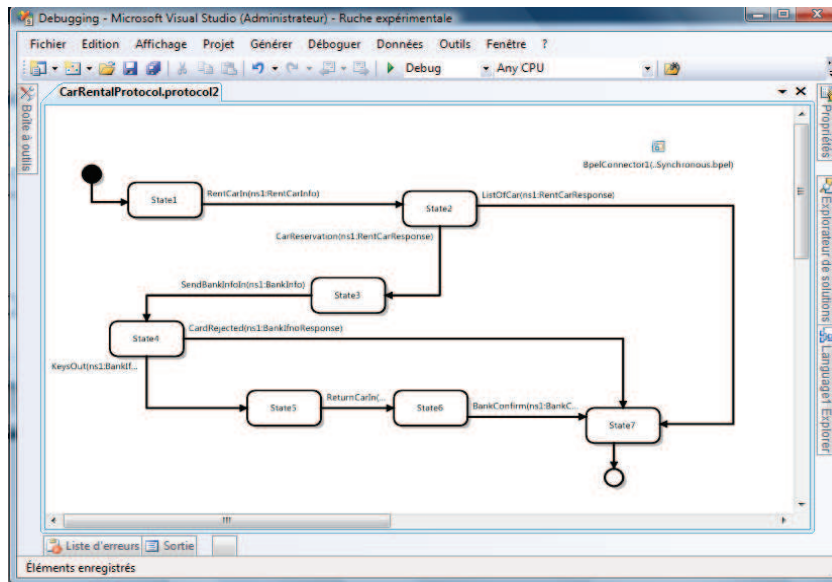 Debugging - Microsoft Visual Studio (Administrateur) - Ruche expérimentale
Fichier Edition Affichage Projet Générer Déboguer Données Outils Fenêtre ?
Debug Any CPU
Boîte à outils
CarRentalProtocol.protocol2
BpelConnector1(..Synchronous.bpel)
State1
RentCarIn(ns1:RentCarInfo)
State2
ListOfCar(ns1:RentCarResponse)
CarReservation(ns1:RentCarResponse)
SendBankInfoIn(ns1:BankInfo)
State3
State4
CardRejected(ns1:BankIfnoResponse)
KeysOut(ns1:BankIf...
State5
ReturnCarIn(...
State6
BankConfirm(ns1:BankC...
State7
Propriétés
Explorateur de solutions
Language1 Explorer
Liste d'erreurs Sortie
Éléments enregistrés